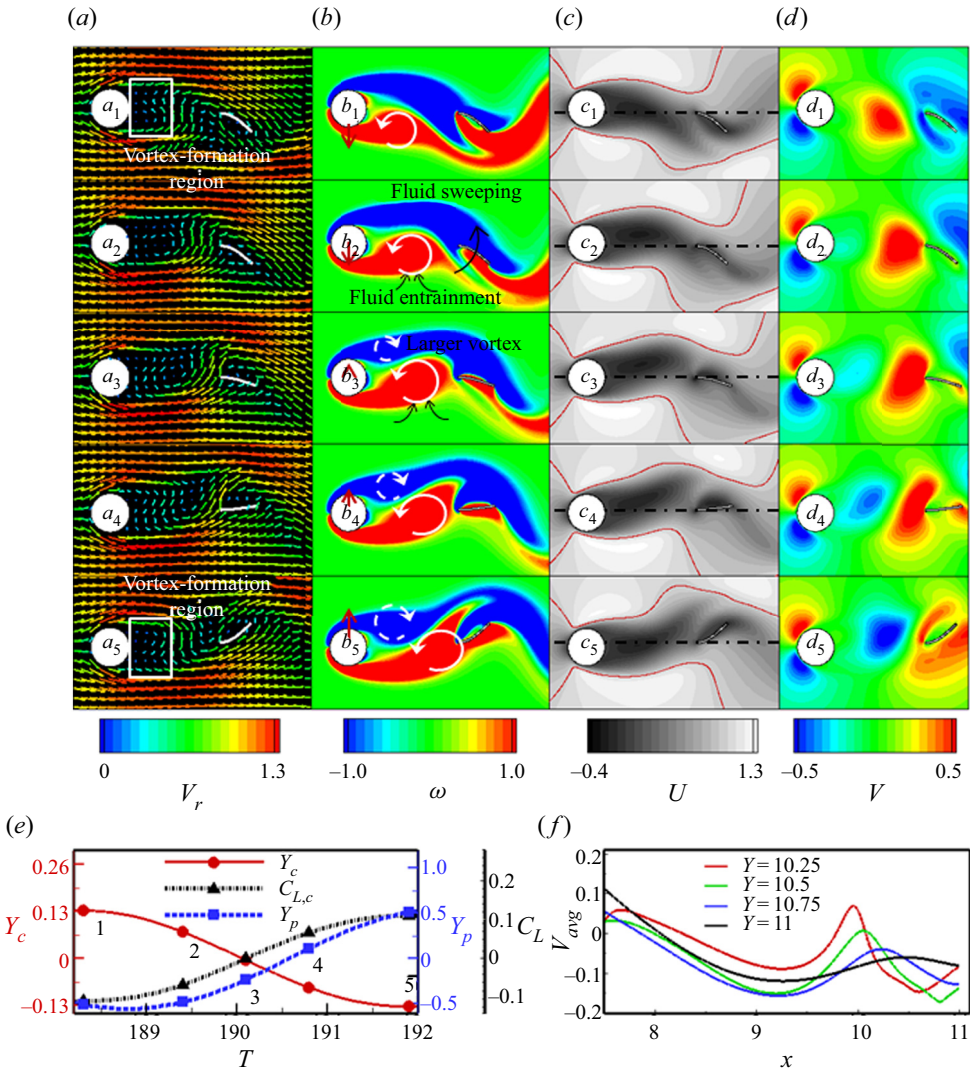 (a)
(b)
(c)
(d)
a1
b1
c1
d1
Vortex-formation
region
Fluid sweeping
a2
b2
c2
d2
Fluid entrainment
Larger vortex
a3
b3
c3
d3
a4
b4
c4
d4
Vortex-formation
region
a5
b5
c5
d5
0 1.3
Vr
–1.0 1.0
ω
–0.4 1.3
U
–0.5 0.5
V
(e)
0.26
0.13
0
–0.13
Yc
Yc
CL,c
Yp
1
2
3
4
5
1.0
0.5
0
–0.5
Yp
0.2
0.1
0
–0.1
CL
189 190 191 192
T
(f)
0.2
0.1
0
–0.1
–0.2
Vavg
Y = 10.25
Y = 10.5
Y = 10.75
Y = 11
8 9 10 11
x